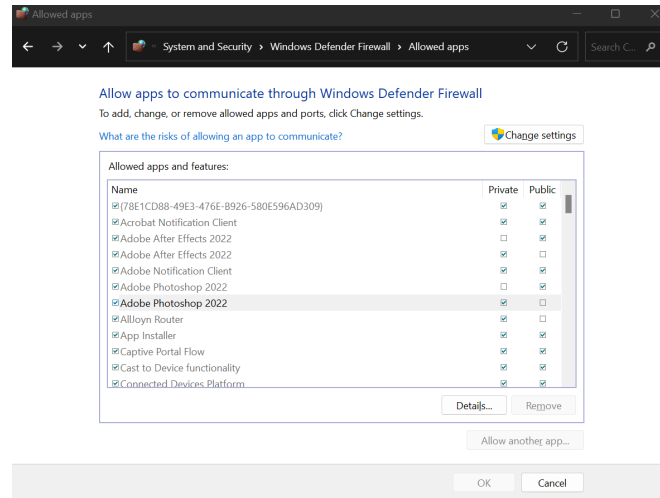 Allowed apps
System and Security › Windows Defender Firewall › Allowed apps
Search C...
Allow apps to communicate through Windows Defender Firewall
To add, change, or remove allowed apps and ports, click Change settings.
What are the risks of allowing an app to communicate?
Change settings
Allowed apps and features:
Name Private Public
{78E1CD88-49E3-476E-B926-580E596AD309}
Acrobat Notification Client
Adobe After Effects 2022
Adobe After Effects 2022
Adobe Notification Client
Adobe Photoshop 2022
Adobe Photoshop 2022
AllJoyn Router
App Installer
Captive Portal Flow
Cast to Device functionality
Connected Devices Platform
Details... Remove
Allow another app...
OK Cancel